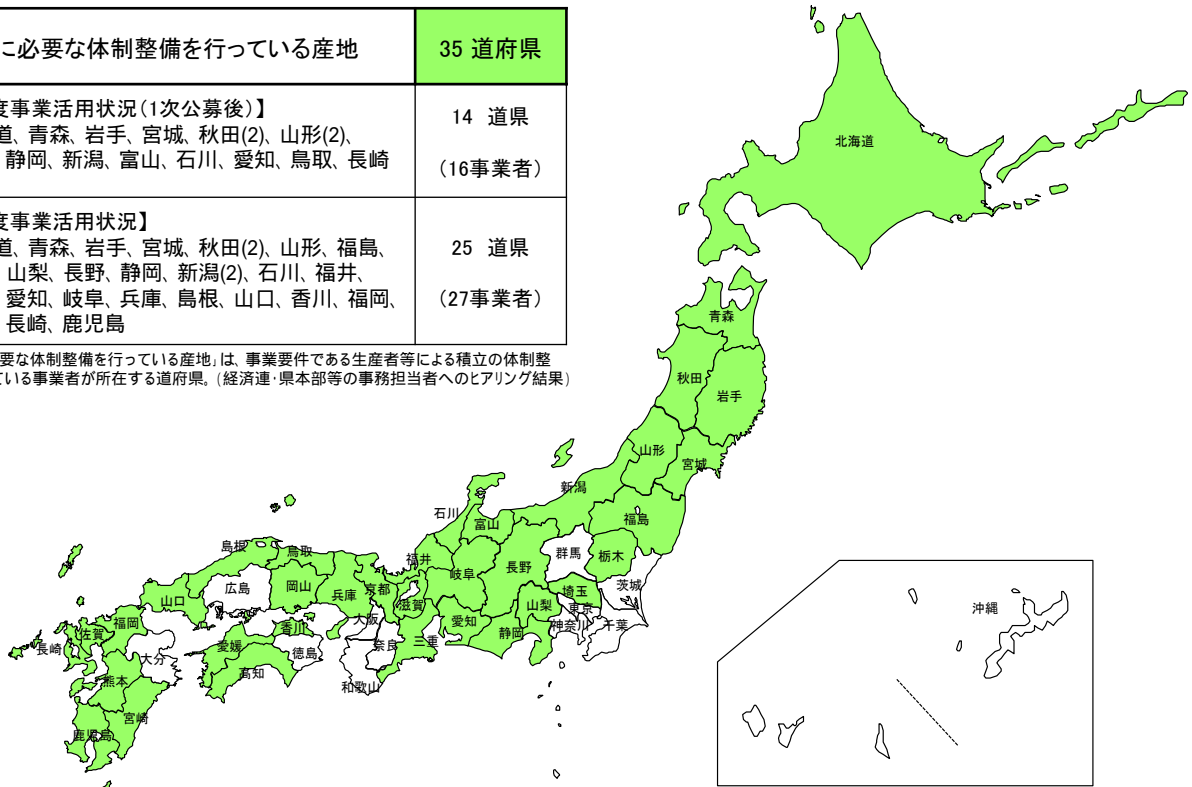 に必要な体制整備を行っている産地
35 道府県
度事業活用状況(1次公募後)】
道、青森、岩手、宮城、秋田(2)、山形(2)、
静岡、新潟、富山、石川、愛知、鳥取、長崎
14 道県
(16事業者)
度事業活用状況】
道、青森、岩手、宮城、秋田(2)、山形、福島、
山梨、長野、静岡、新潟(2)、石川、福井、
愛知、岐阜、兵庫、島根、山口、香川、福岡、
長崎、鹿児島
25 道県
(27事業者)
要な体制整備を行っている産地」は、事業要件である生産者等による積立の体制整
ている事業者が所在する道府県。(経済連・県本部等の事務担当者へのヒアリング結果)
北海道
青森
秋田
岩手
山形
宮城
新潟
石川
富山
福島
島根
鳥取
福井
岐阜
長野
群馬
栃木
広島
岡山
兵庫
京都
滋賀
埼玉
茨城
山口
山梨
東京
沖縄
福岡
香川
大阪
愛知
静岡
神奈川
千葉
佐賀
長崎
大分
愛媛
徳島
奈良
三重
高知
熊本
和歌山
宮崎
鹿児島